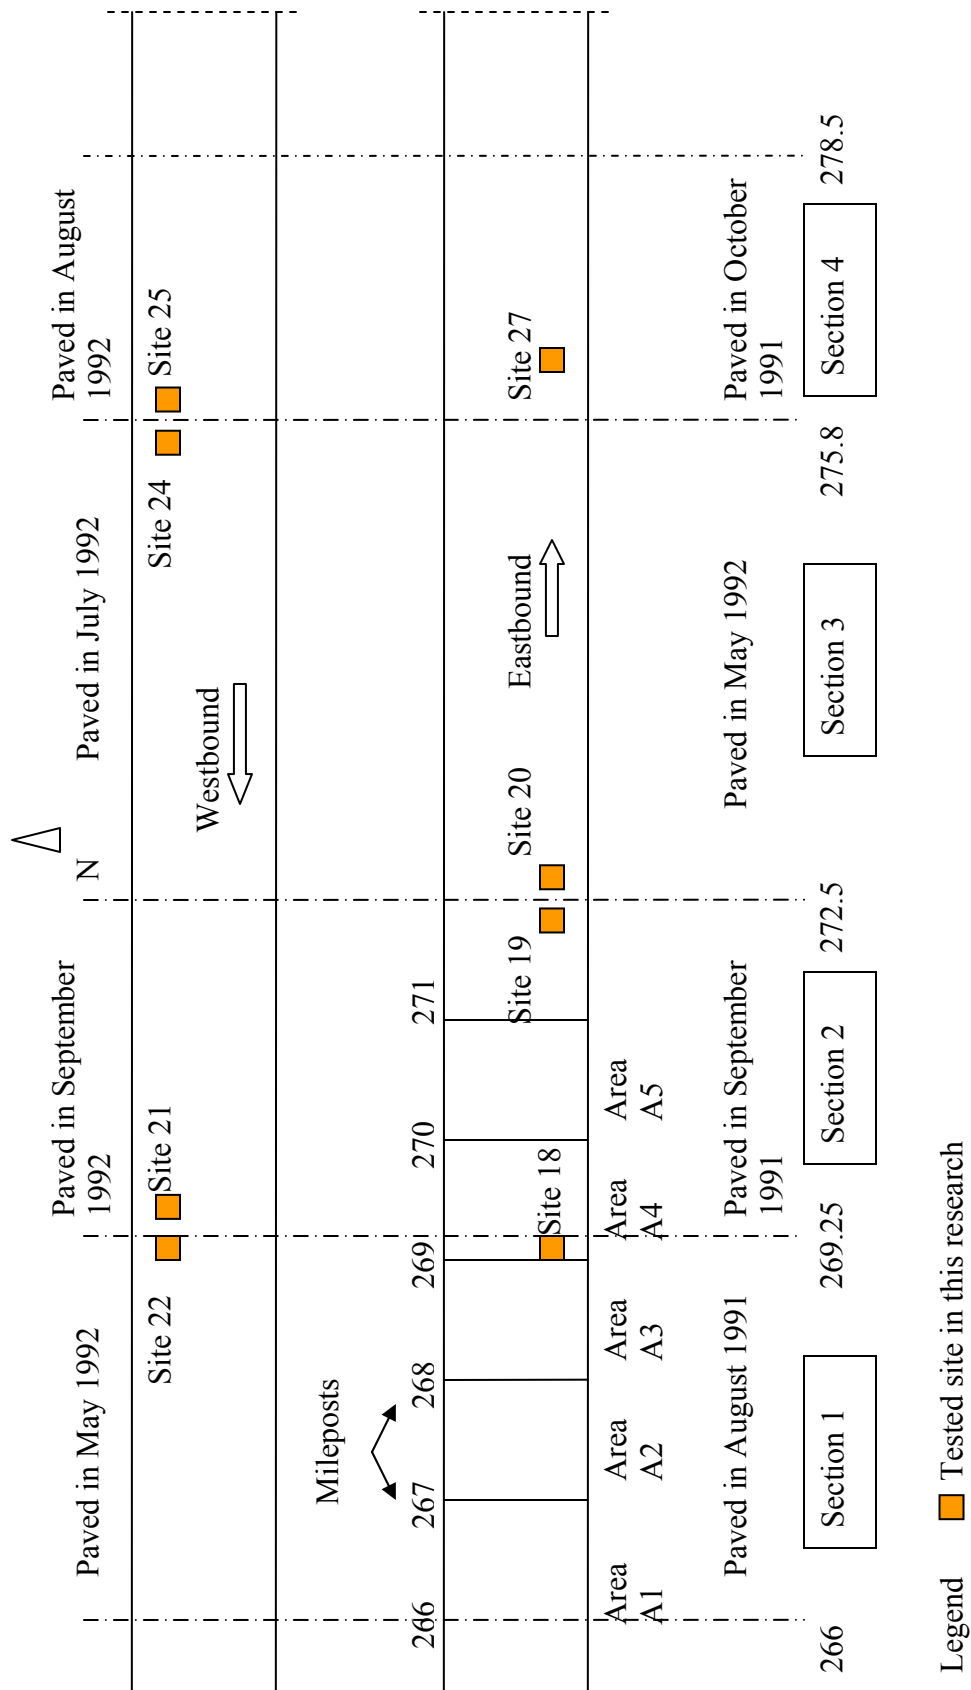 Paved in May 1992
Paved in September
1992
N
Paved in July 1992
Paved in August
1992
Site 22
Site 21
Site 24
Site 25
Westbound
Mileposts
266
267
268
269
270
271
Site 18
Site 19
Site 20
Eastbound
Site 27
Area
A1
Area
A2
Area
A3
Area
A4
Area
A5
Paved in August 1991
Paved in September
1991
Paved in May 1992
Paved in October
1991
266
Section 1
269.25
Section 2
272.5
Section 3
275.8
Section 4
278.5
Legend
Tested site in this research